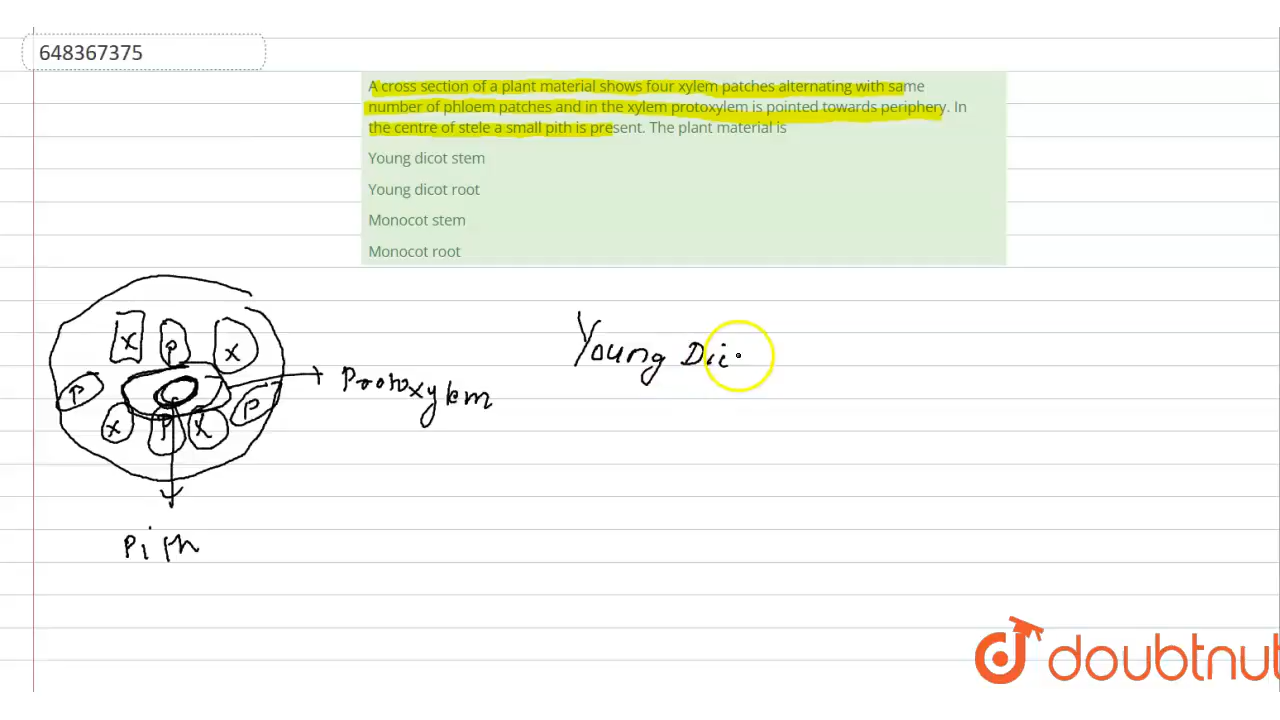 648367375
A cross section of a plant material shows four xylem patches alternating with same
number of phloem patches and in the xylem protoxylem is pointed towards periphery. In
the centre of stele a small pith is present. The plant material is
Young dicot stem
Young dicot root
Monocot stem
Monocot root
X P X
Protoxylem
P X P X P
Pith
Young Dii
doubtnut